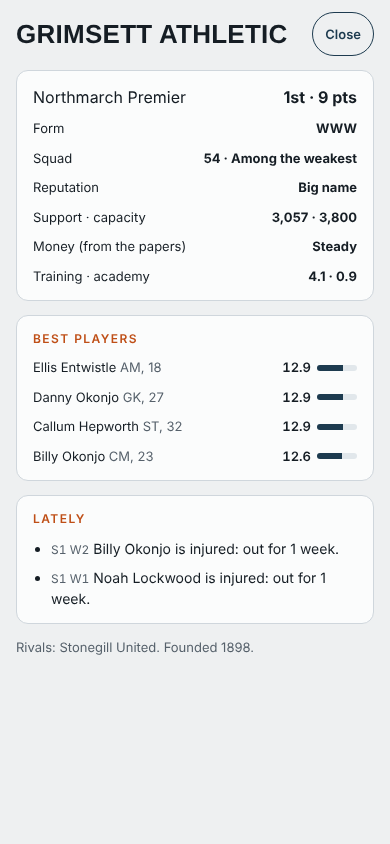 GRIMSETT ATHLETIC Close
Northmarch Premier 1st · 9 pts
Form WWW
Squad 54 · Among the weakest
Reputation Big name
Support · capacity 3,057 · 3,800
Money (from the papers) Steady
Training · academy 4.1 · 0.9
BEST PLAYERS
Ellis Entwistle AM, 18 12.9
Danny Okonjo GK, 27 12.9
Callum Hepworth ST, 32 12.9
Billy Okonjo CM, 23 12.6
LATELY
• S1 W2 Billy Okonjo is injured: out for 1 week.
• S1 W1 Noah Lockwood is injured: out for 1
week.
Rivals: Stonegill United. Founded 1898.